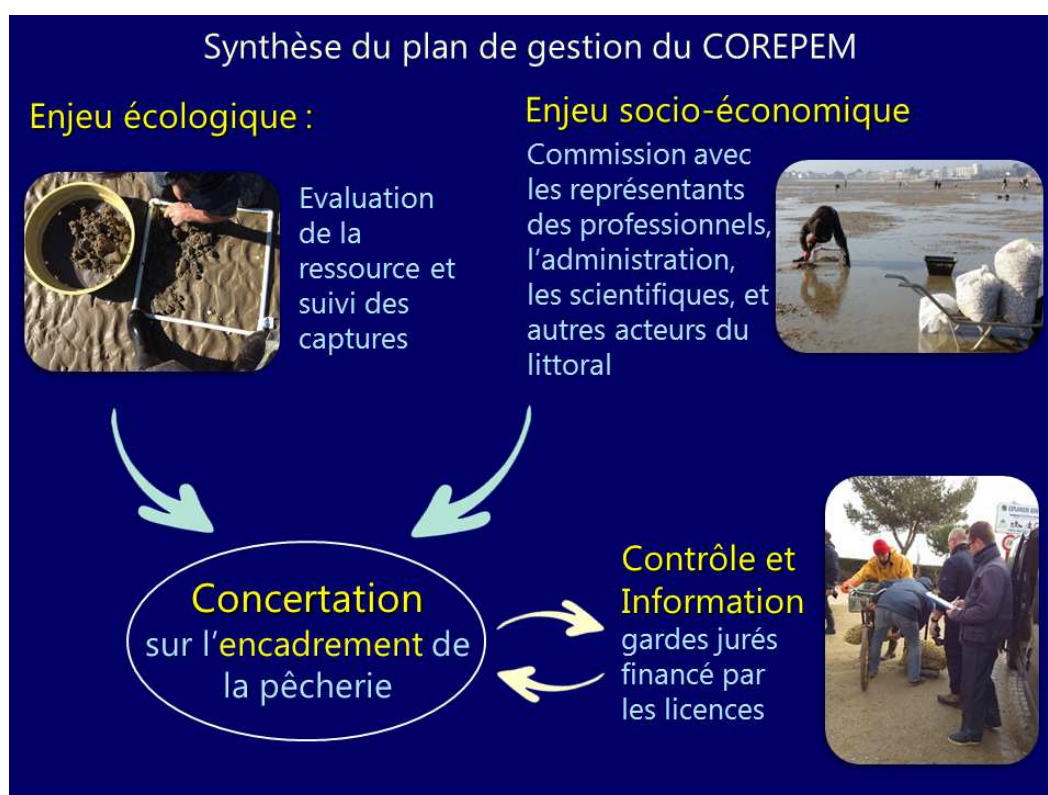 Synthèse du plan de gestion du COREPEM
Enjeu écologique :
Evaluation
de la
ressource et
suivi des
captures
Enjeu socio-économique
Commission avec
les représentants
des professionnels,
l'administration,
les scientifiques, et
autres acteurs du
littoral
Concertation
sur l'encadrement de
la pêcherie
Contrôle et
Information
gardes jurés
financé par
les licences